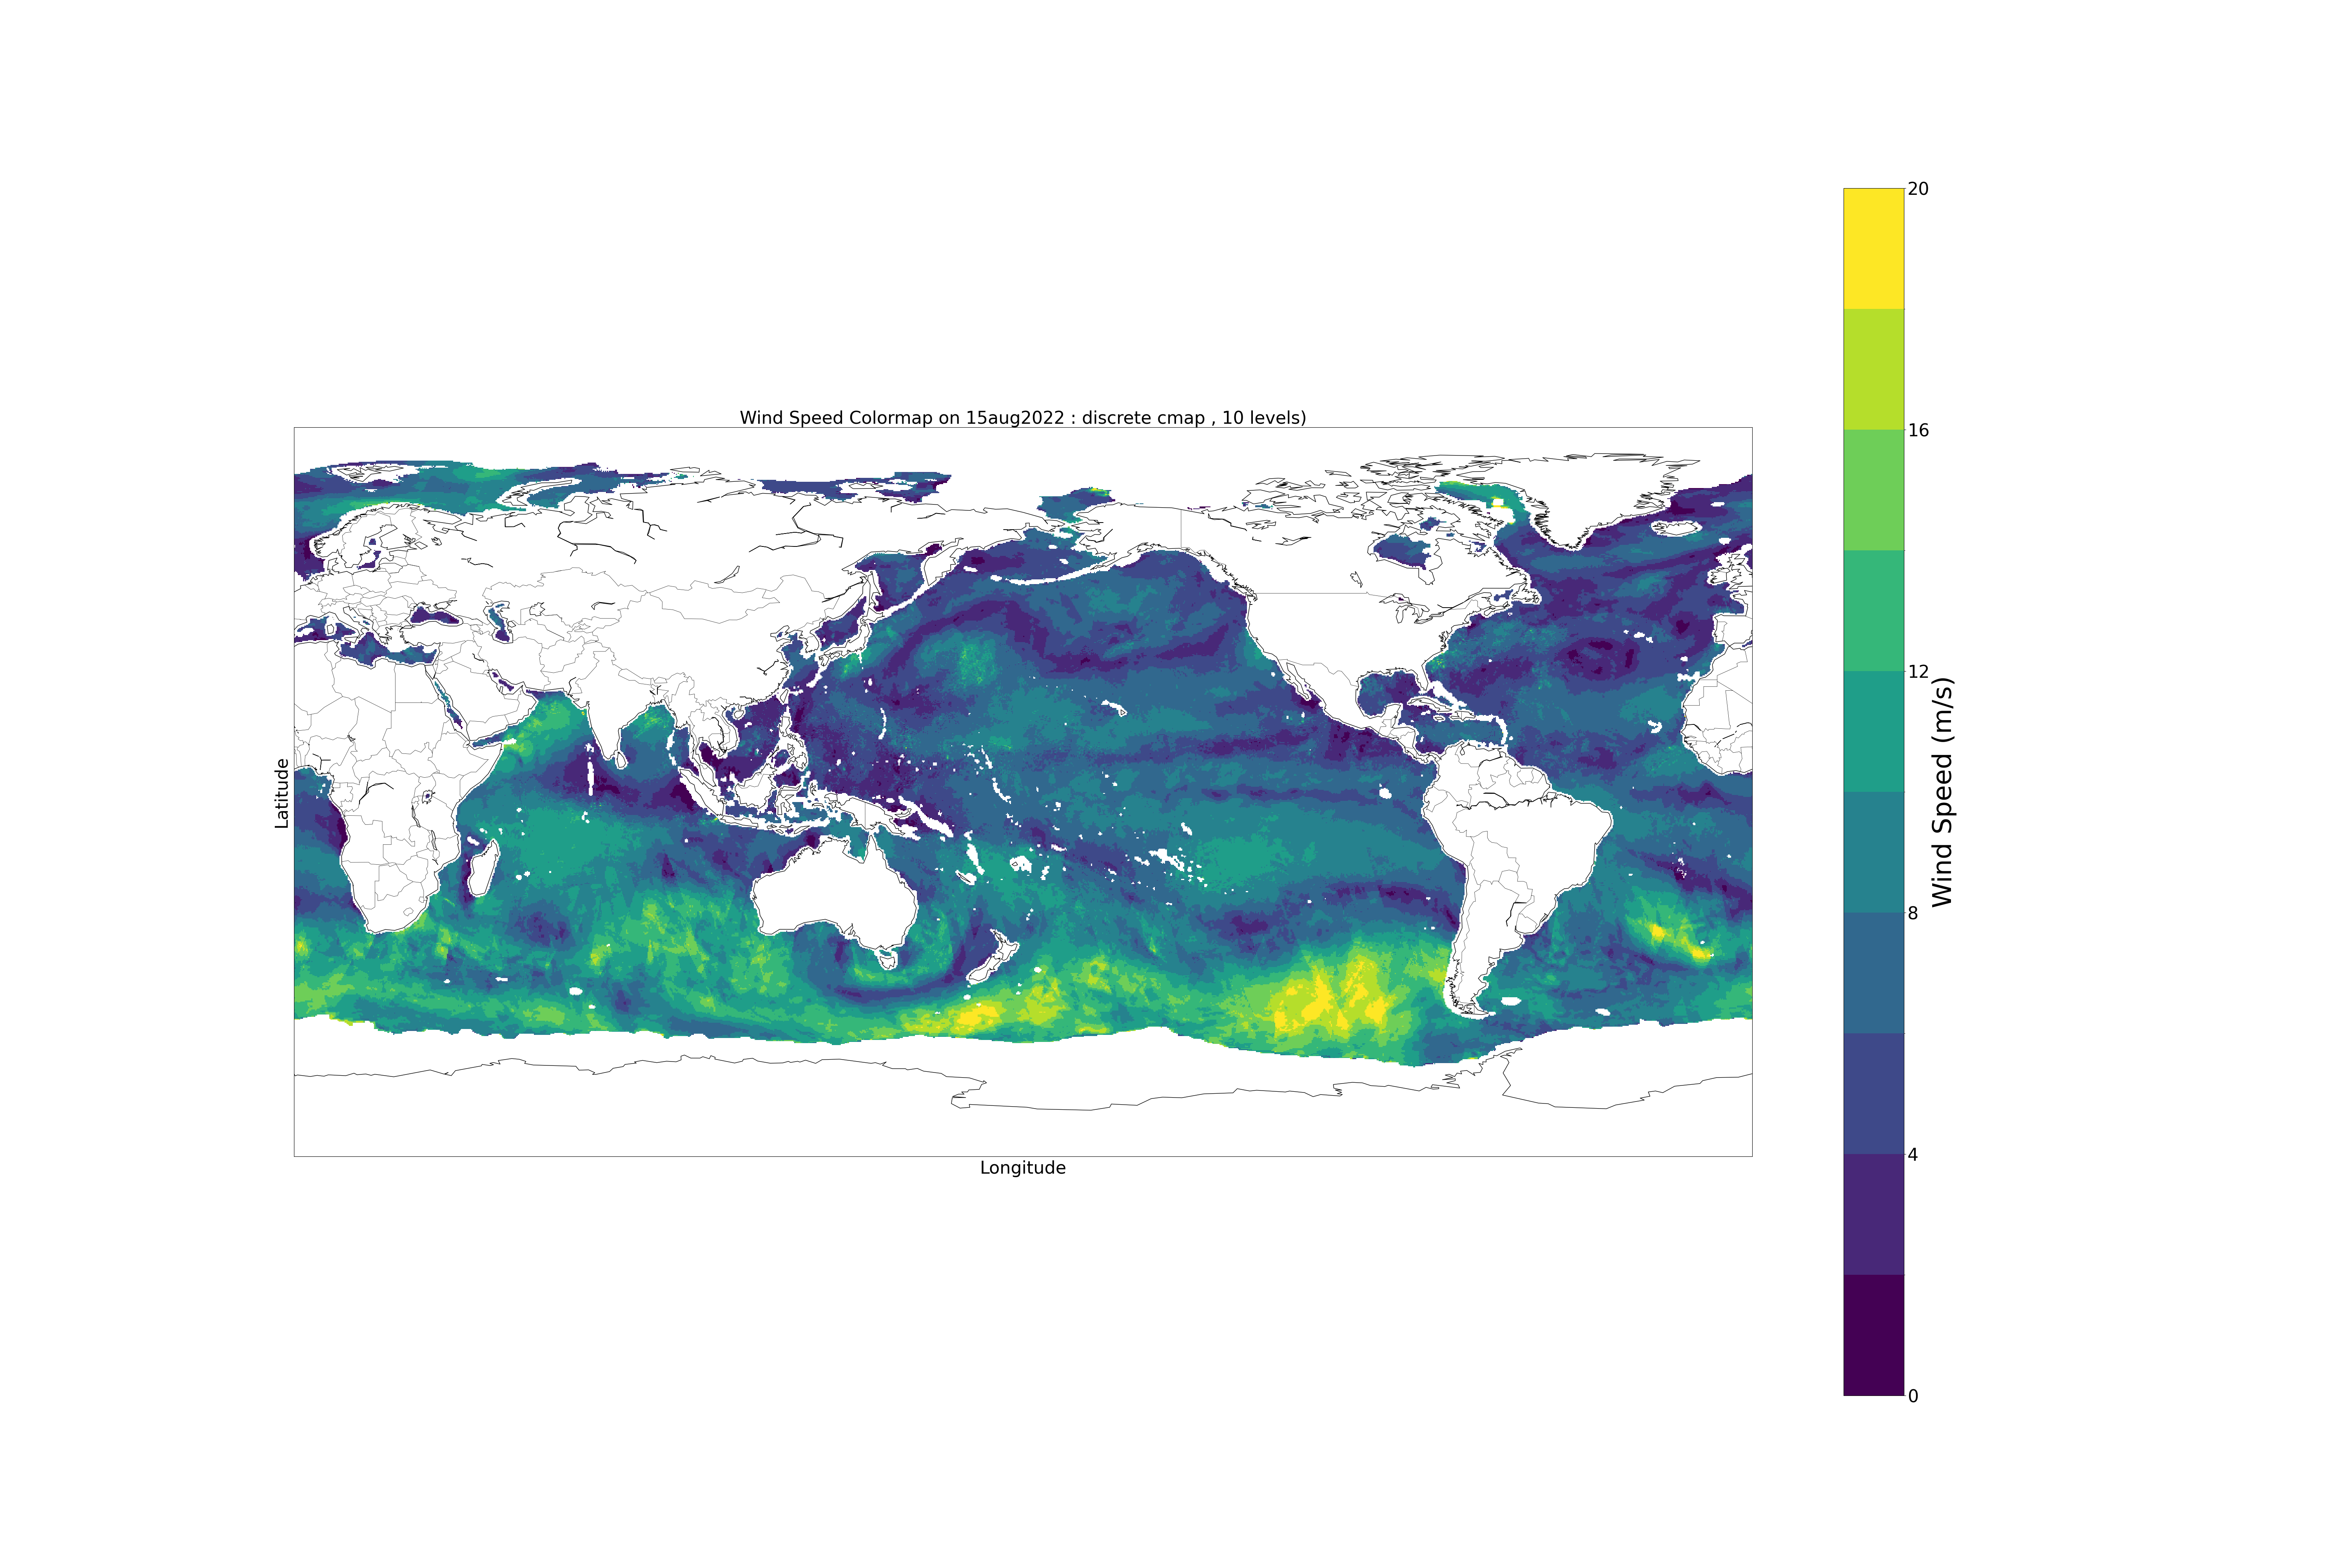 Wind Speed Colormap on 15aug2022 : discrete cmap , 10 levels)
Latitude
Longitude
20
16
12
8
4
0
Wind Speed (m/s)